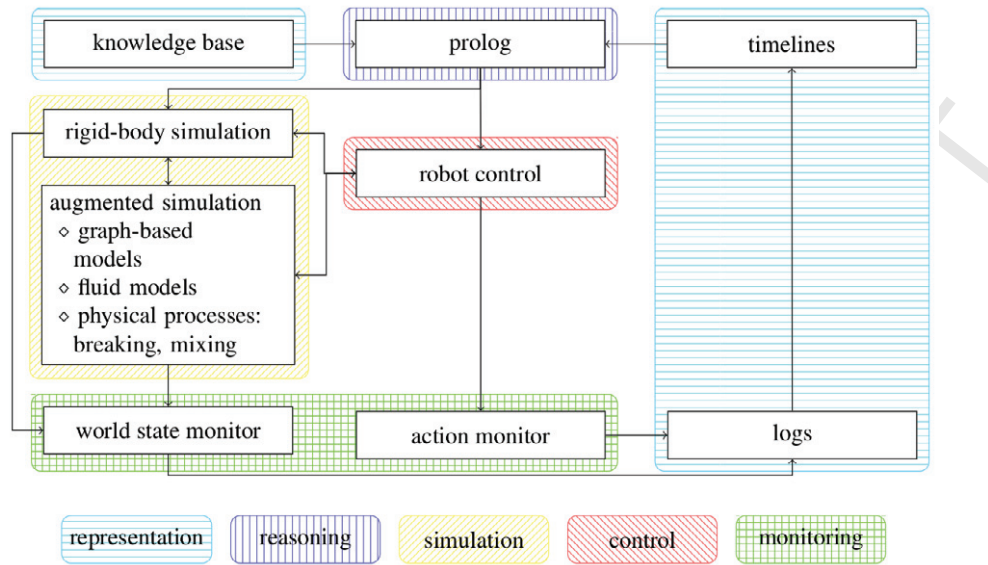 knowledge base
prolog
timelines
rigid-body simulation
robot control
augmented simulation
◇ graph-based
models
◇ fluid models
◇ physical processes:
breaking, mixing
world state monitor
action monitor
logs
representation
reasoning
simulation
control
monitoring